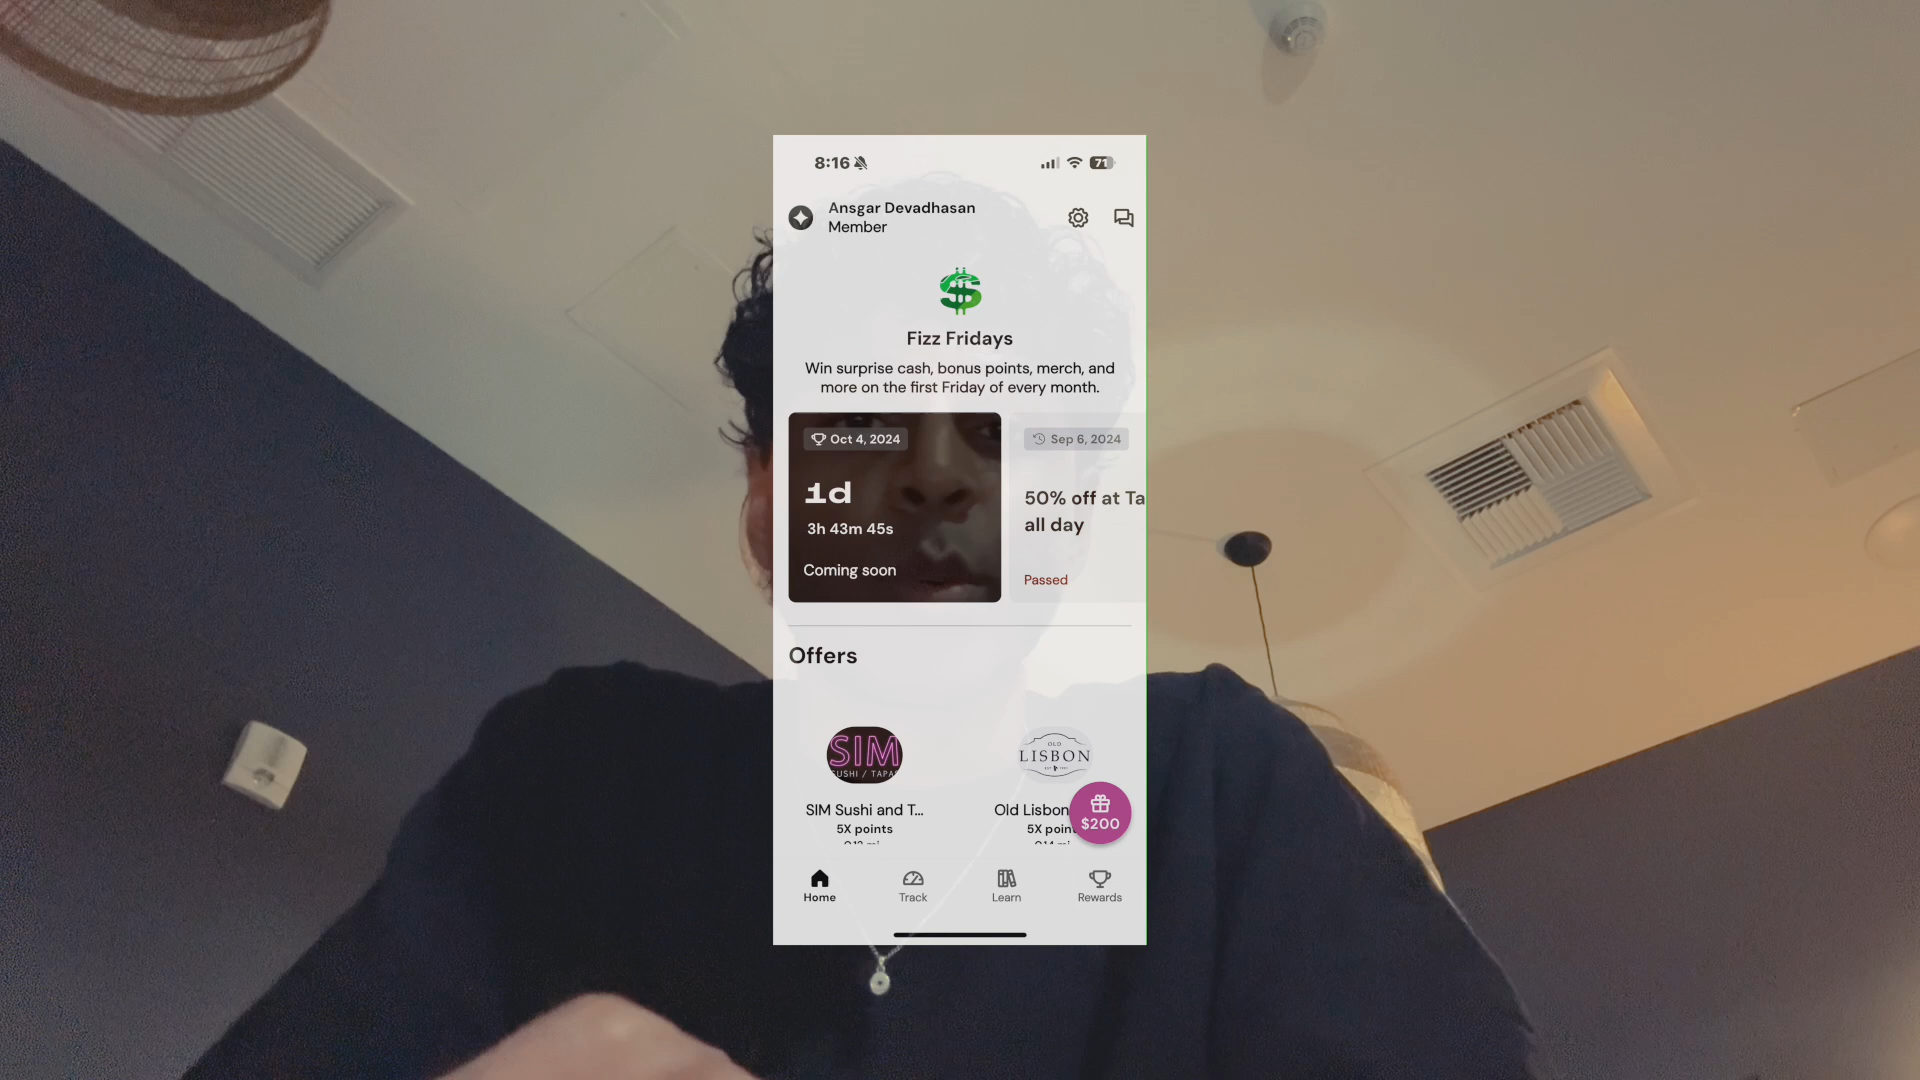 8:16
71
Ansgar Devadhasan
Member
Fizz Fridays
Win surprise cash, bonus points, merch, and
more on the first Friday of every month.
Oct 4, 2024
1d
3h 43m 45s
Coming soon
Sep 6, 2024
50% off at Ta
all day
Passed
Offers
SIM
SUSHI / TAPA
OLD
LISBON
SIM Sushi and T...
5X points
Old Lisbon
5X poin
$200
Home
Track
Learn
Rewards